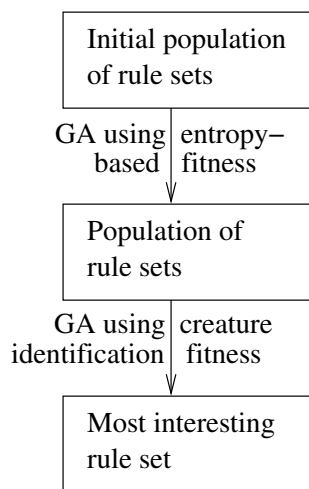 Initial population
of rule sets
GA using entropy-
based fitness
Population of
rule sets
GA using creature
identification fitness
Most interesting
rule set